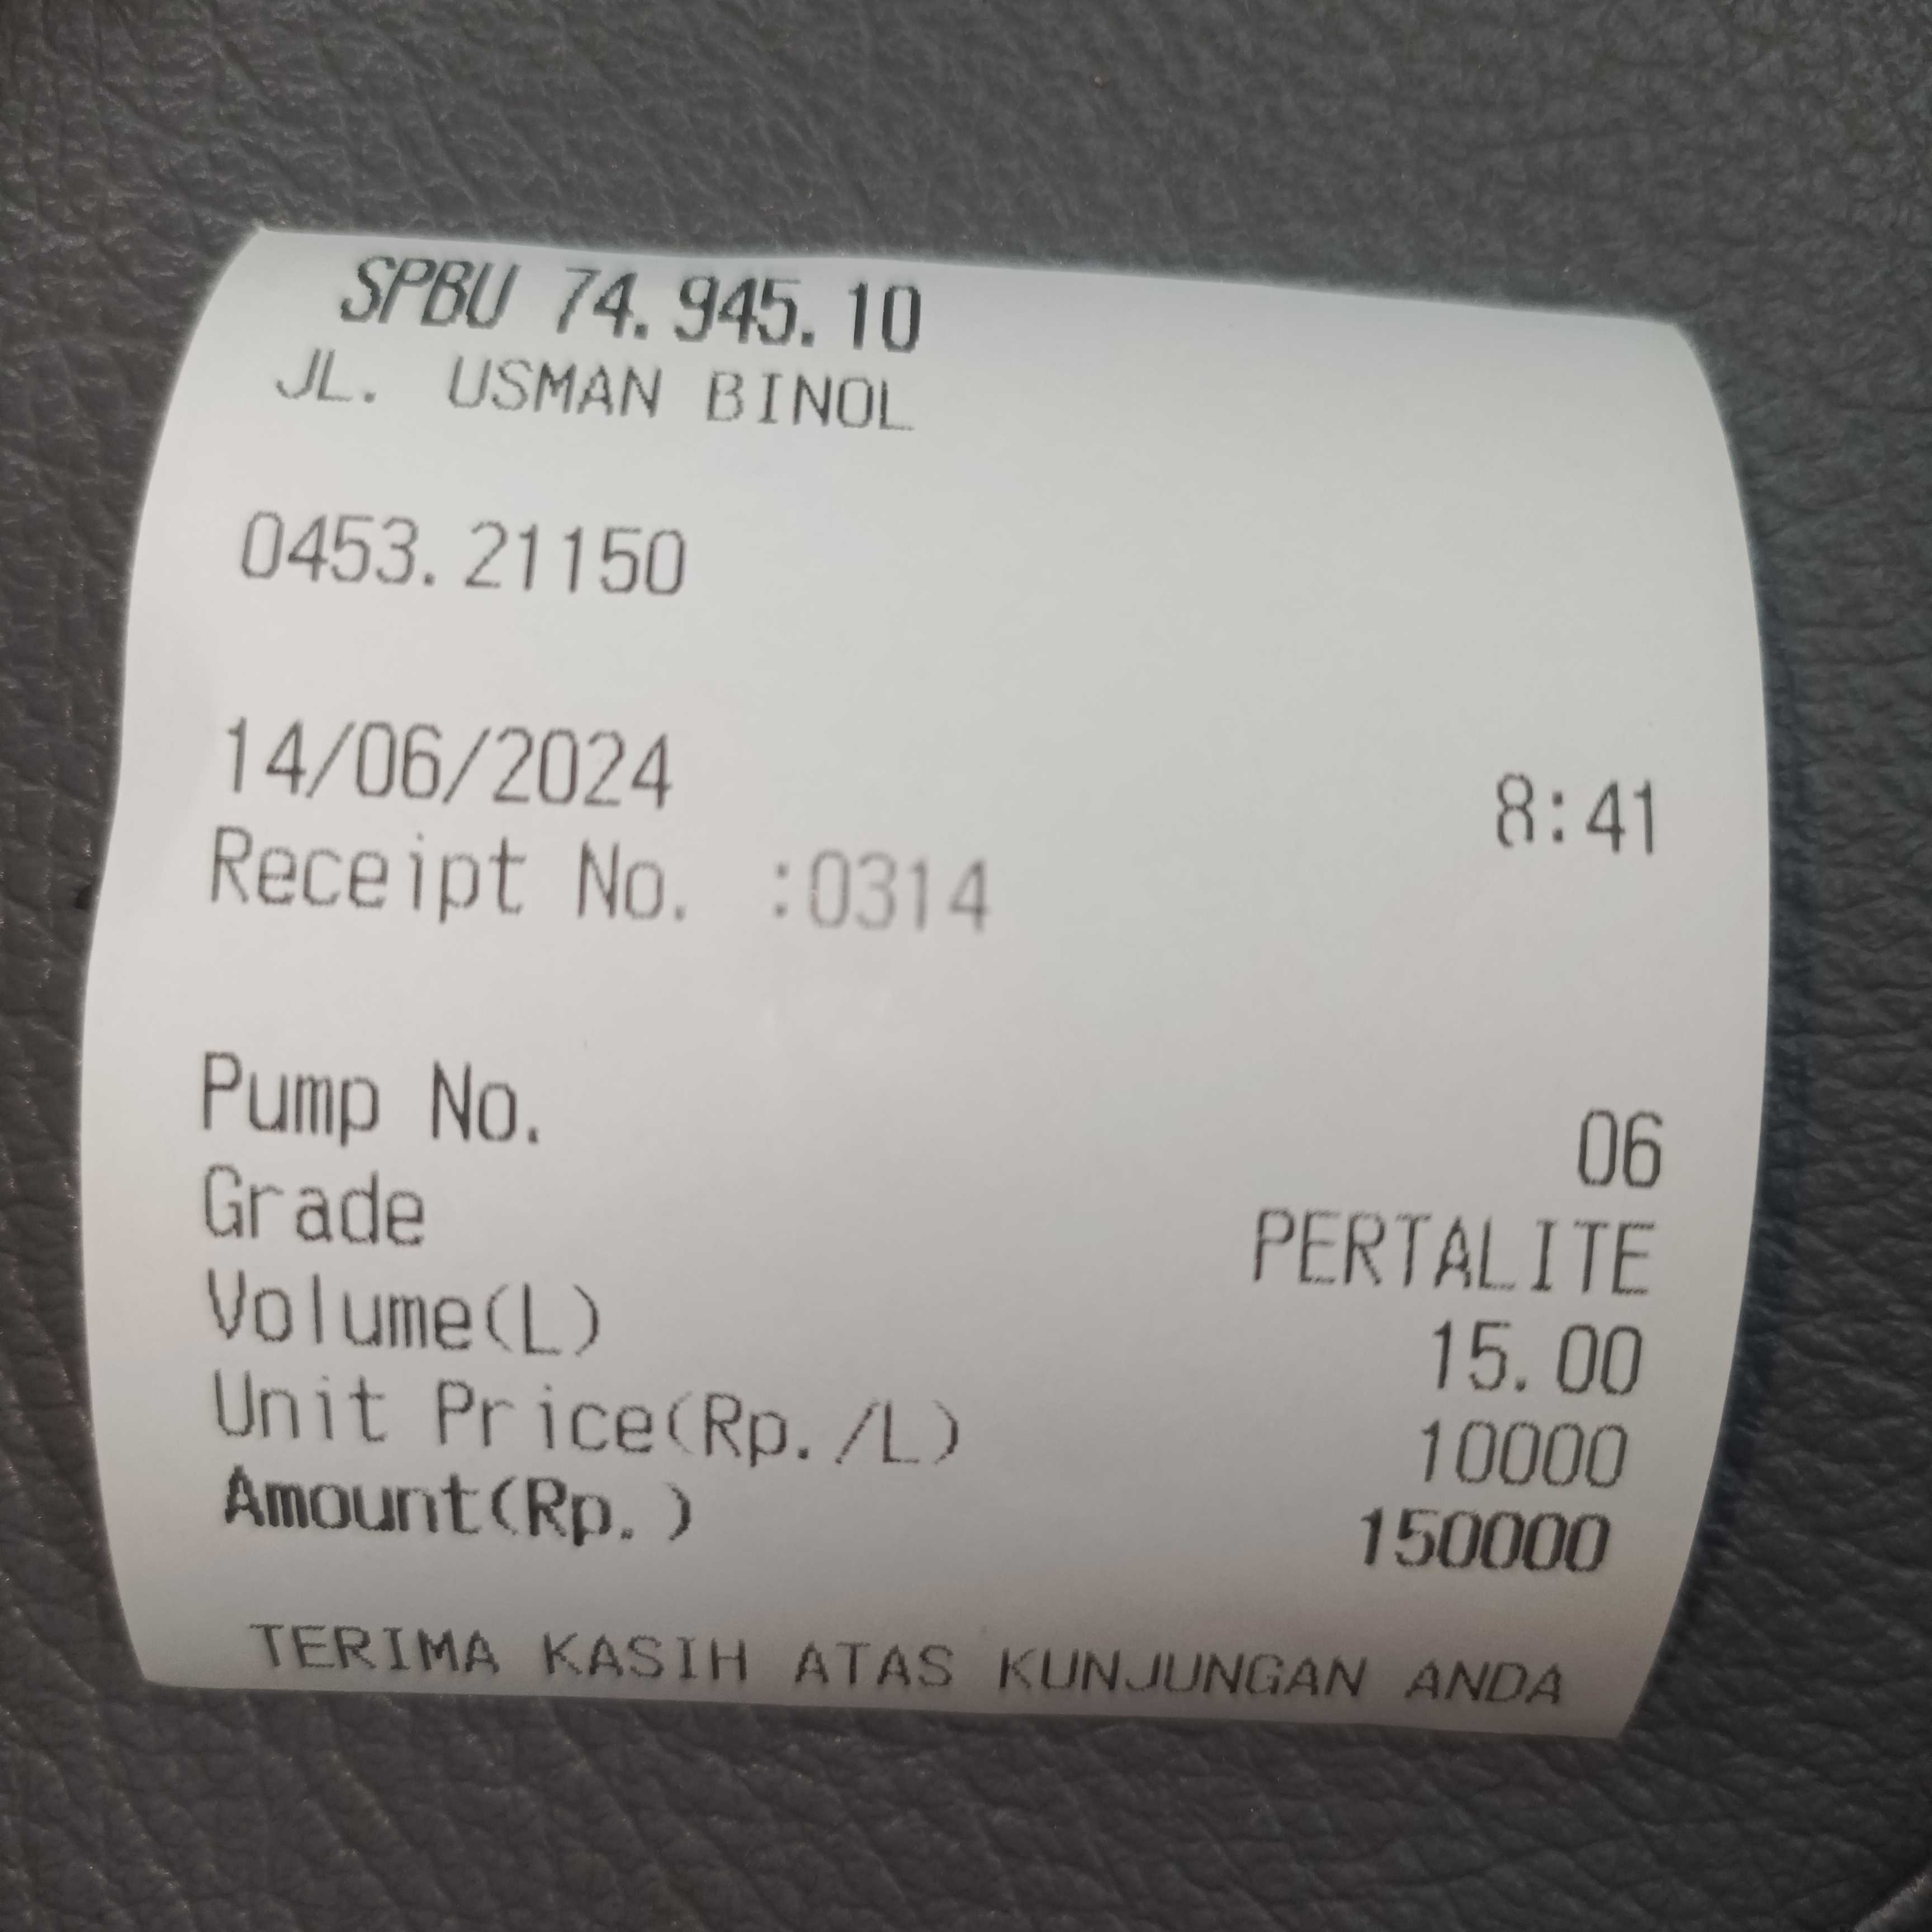 SPBU 74.945.10
JL. USMAN BINOL
0453.21150
14/06/2024 8:41
Receipt No. :0314
Pump No. 06
Grade PERTALITE
Volume(L) 15.00
Unit Price(Rp./L) 10000
Amount(Rp.) 150000
TERIMA KASIH ATAS KUNJUNGAN ANDA